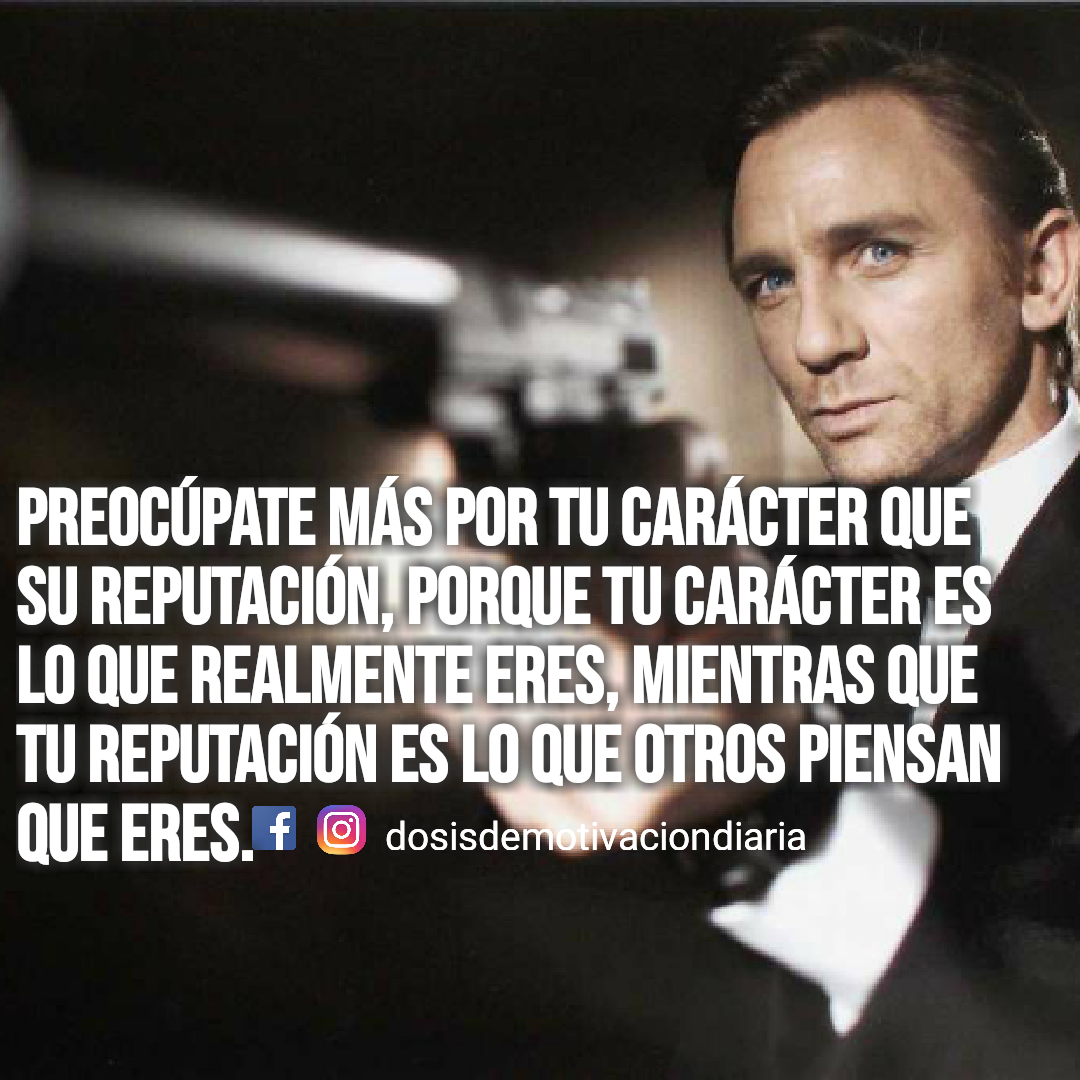 PREOCÚPATE MÁS POR TU CARÁCTER QUE
SU REPUTACIÓN, PORQUE TU CARÁCTER ES
LO QUE REALMENTE ERES, MIENTRAS QUE
TU REPUTACIÓN ES LO QUE OTROS PIENSAN
QUE ERES. dosisdemotivaciondiaria